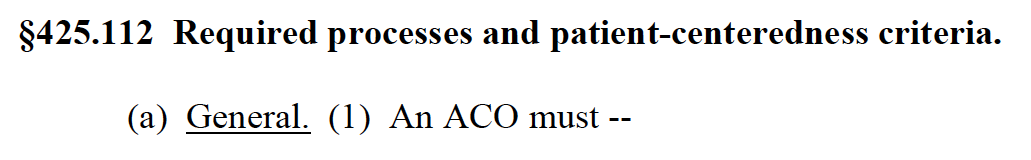 §425.112 Required processes and patient-centeredness criteria.
(a) General. (1) An ACO must --